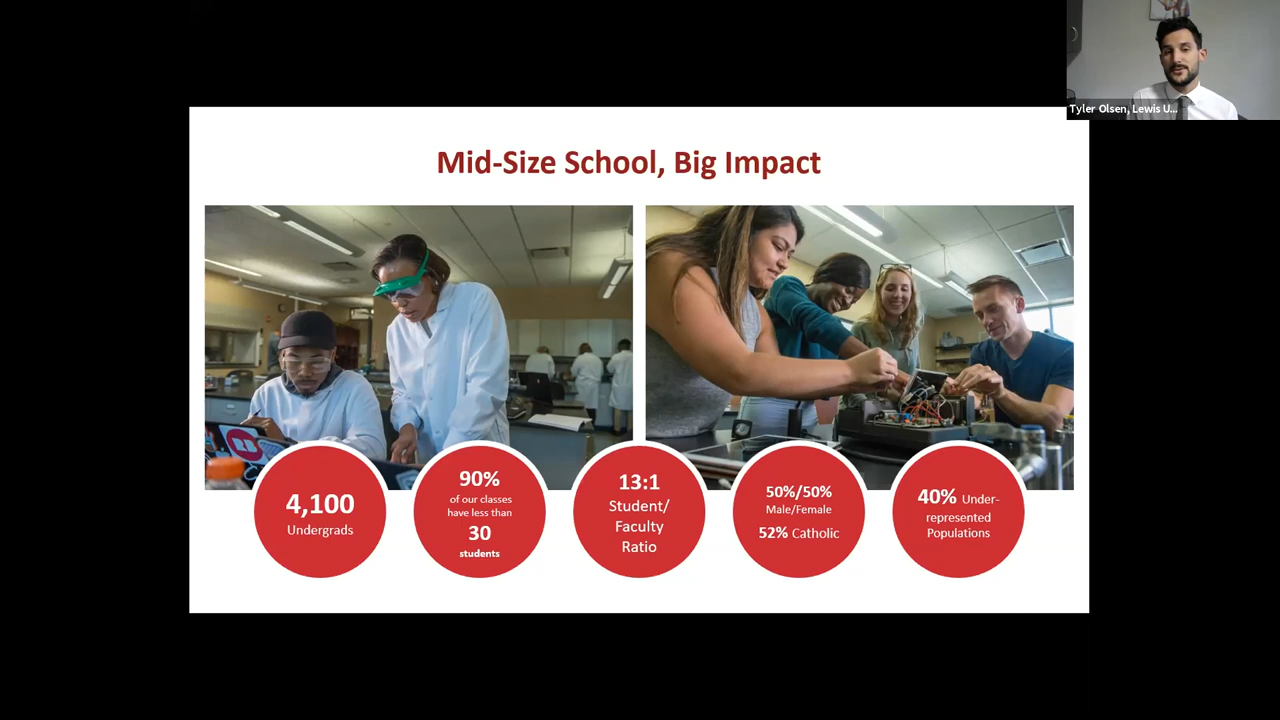 Tyler Olsen, Lewis U...
Mid-Size School, Big Impact
4,100
Undergrads
90%
of our classes
have less than
30
students
13:1
Student/
Faculty
Ratio
50%/50%
Male/Female
52% Catholic
40% Under-
represented
Populations